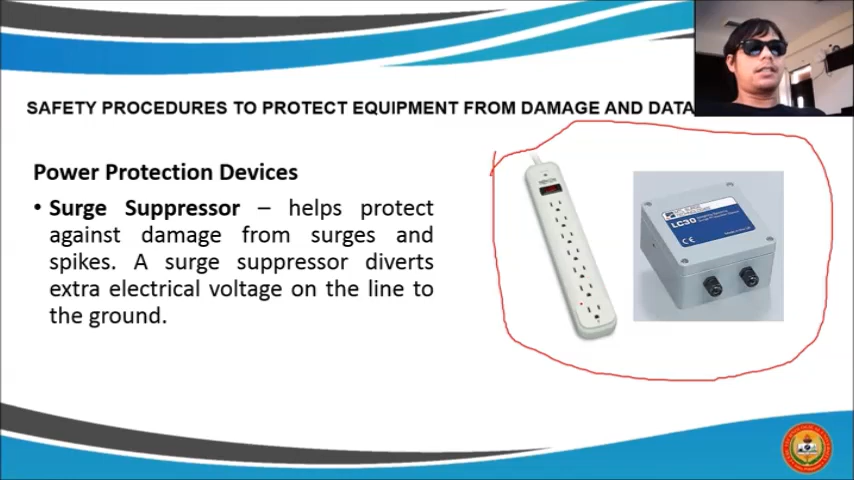 SAFETY PROCEDURES TO PROTECT EQUIPMENT FROM DAMAGE AND DATA
Power Protection Devices
• Surge Suppressor – helps protect
against damage from surges and
spikes. A surge suppressor diverts
extra electrical voltage on the line to
the ground.
LC30
CE